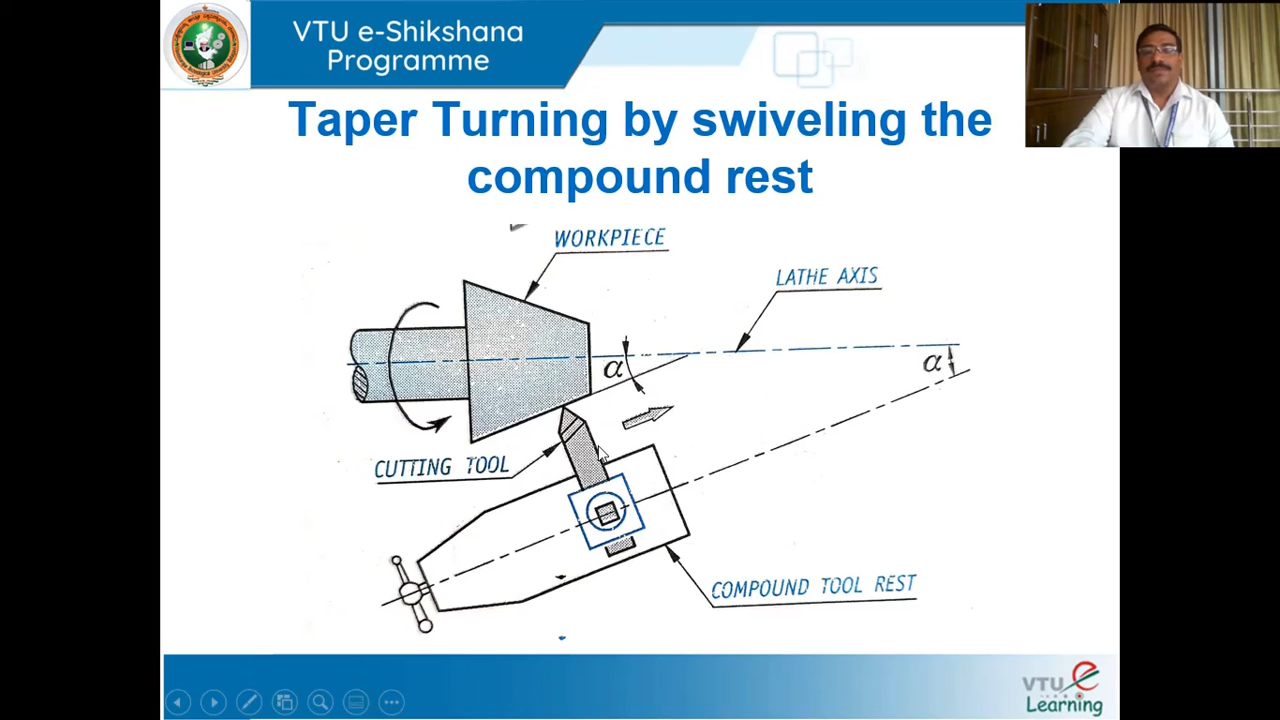 VTU e-Shikshana
Programme
Taper Turning by swiveling the
compound rest
WORKPIECE
LATHE AXIS
α
α
CUTTING TOOL
COMPOUND TOOL REST
VTU e
Learning